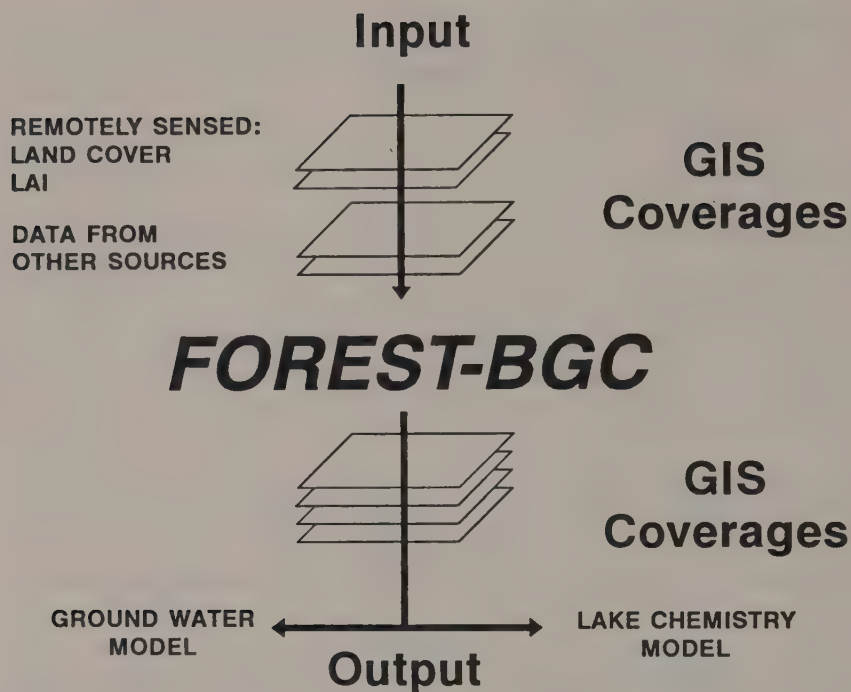 Input
REMOTELY SENSED:
LAND COVER
LAI
DATA FROM
OTHER SOURCES
GIS
Coverages
FOREST-BGC
GIS
Coverages
GROUND WATER
MODEL
LAKE CHEMISTRY
MODEL
Output